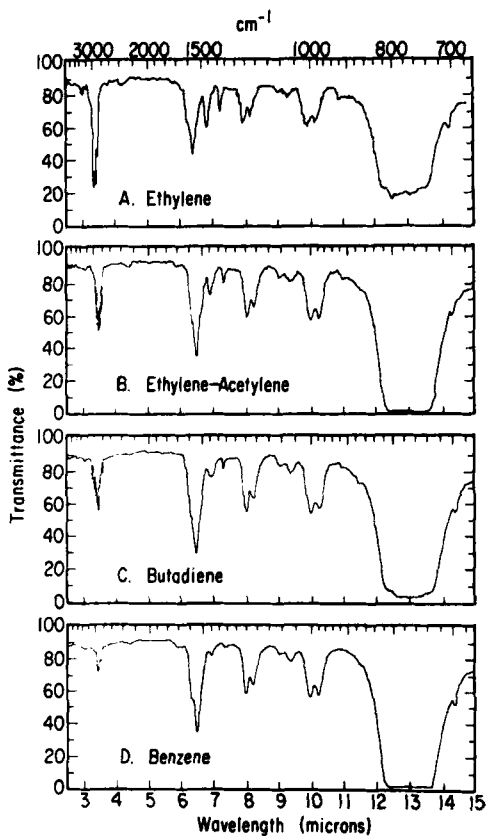 cm⁻¹
3000 2000 1500 1000 800 700
100
80
60
40
20
0
A. Ethylene
100
80
60
40
20
0
B. Ethylene-Acetylene
100
80
60
40
20
0
C. Butadiene
100
80
60
40
20
0
D. Benzene
Transmittance (%)
3 4 5 6 7 8 9 10 11 12 13 14 15
Wavelength (microns)